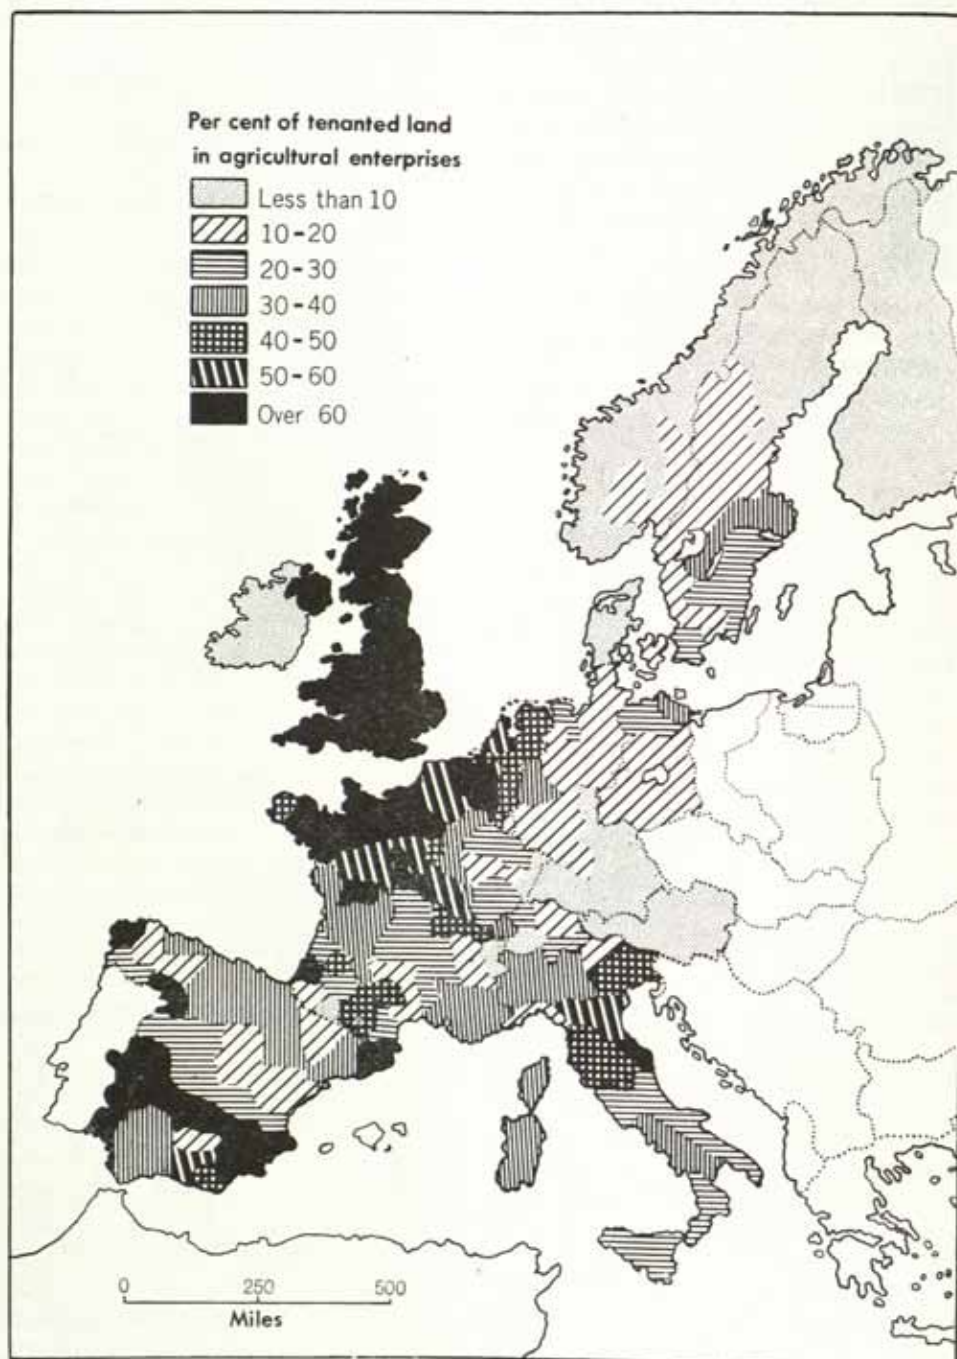 Per cent of tenanted land
in agricultural enterprises
Less than 10
10-20
20-30
30-40
40-50
50-60
Over 60
0 250 500
Miles